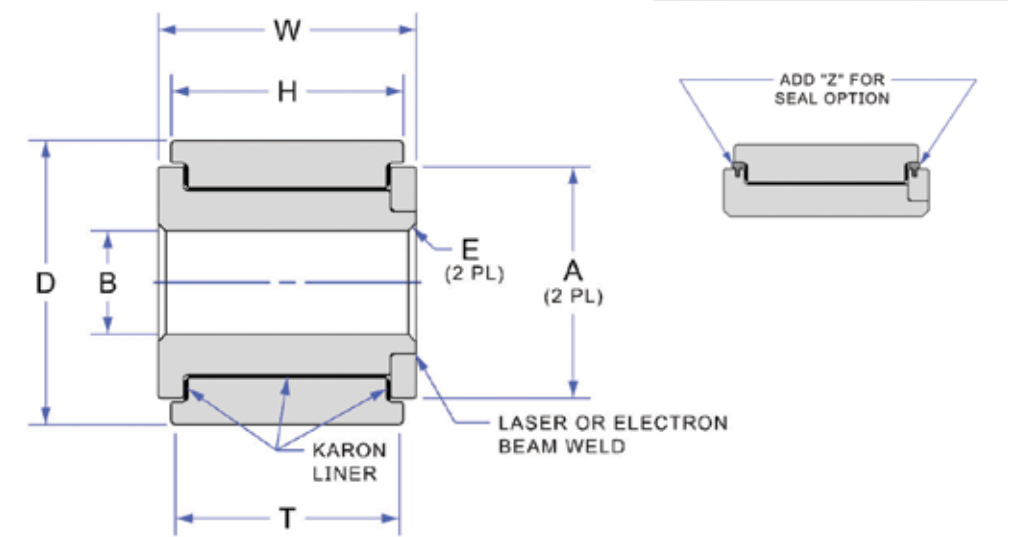 W
H
ADD "Z" FOR
SEAL OPTION
D
B
E
(2 PL)
A
(2 PL)
LASER OR ELECTRON
BEAM WELD
KARON
LINER
T